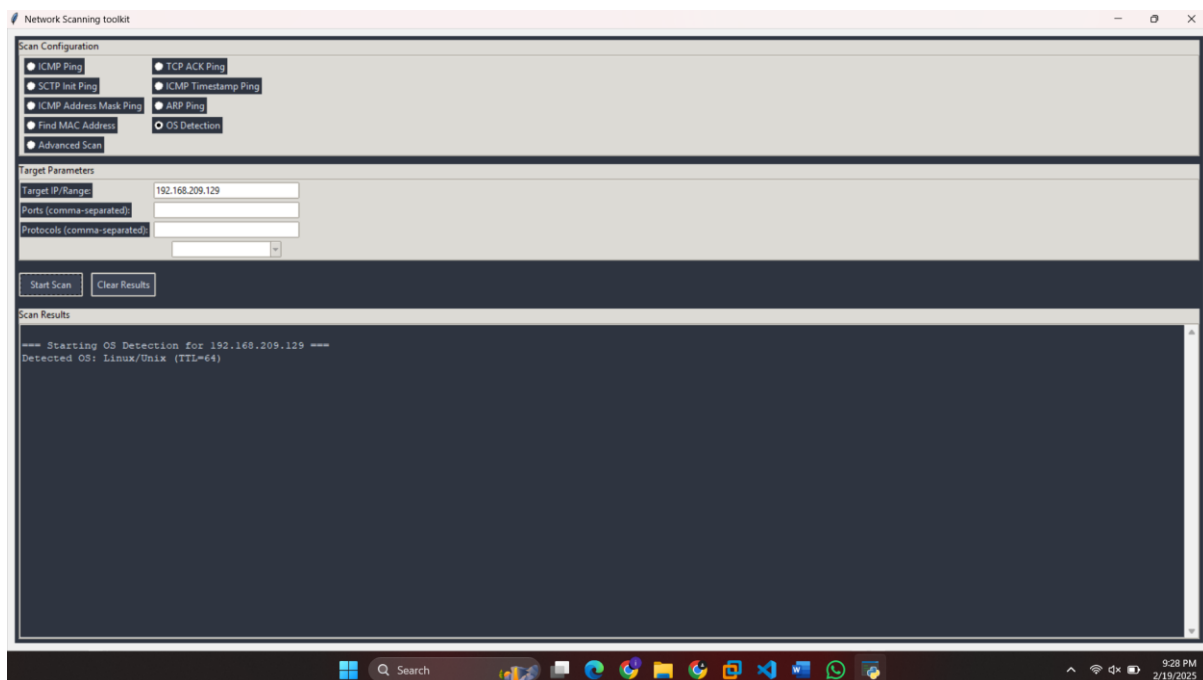 Network Scanning toolkit
Scan Configuration
ICMP Ping TCP ACK Ping
SCTP Init Ping ICMP Timestamp Ping
ICMP Address Mask Ping ARP Ping
Find MAC Address OS Detection
Advanced Scan
Target Parameters
Target IP/Range: 192.168.209.129
Ports (comma-separated):
Protocols (comma-separated):
Start Scan Clear Results
Scan Results
=== Starting OS Detection for 192.168.209.129 ===
Detected OS: Linux/Unix (TTL=64)
Search
9:28 PM
2/19/2025